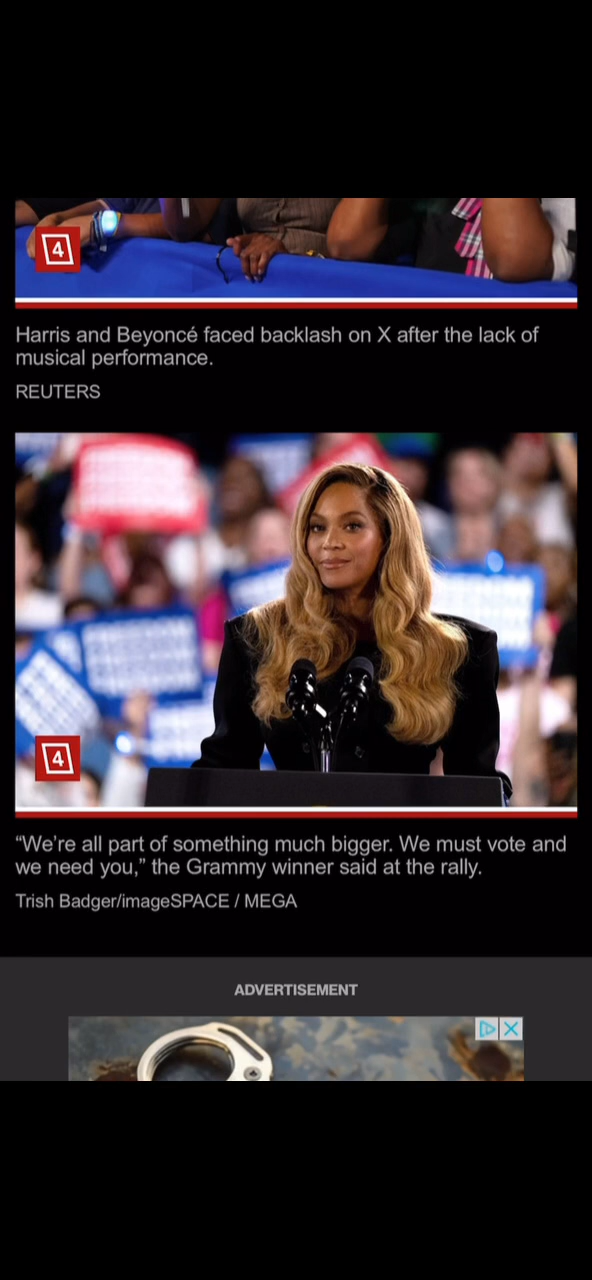 4
Harris and Beyoncé faced backlash on X after the lack of
musical performance.
REUTERS
4
“We’re all part of something much bigger. We must vote and
we need you,” the Grammy winner said at the rally.
Trish Badger/imageSPACE / MEGA
ADVERTISEMENT